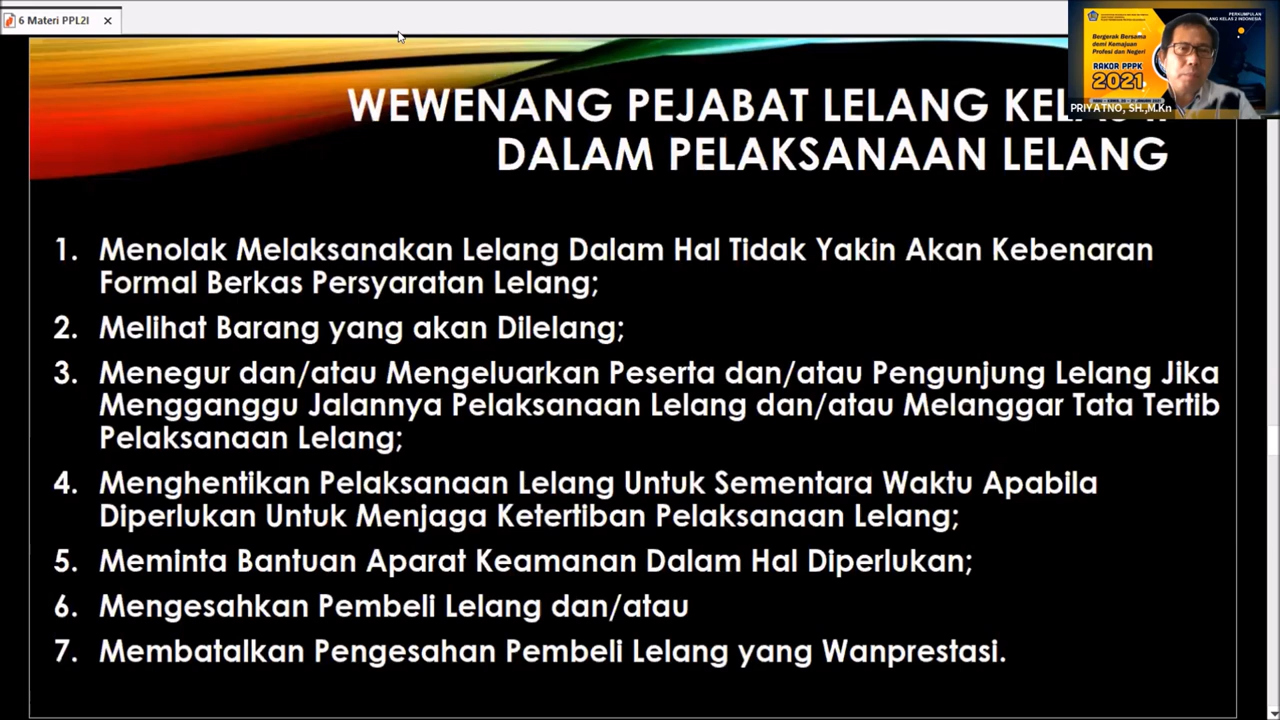 6 Materi PPL2I
WEWENANG PEJABAT LELANG
DALAM PELAKSANAAN LELANG
1. Menolak Melaksanakan Lelang Dalam Hal Tidak Yakin Akan Kebenaran
Formal Berkas Persyaratan Lelang;
2. Melihat Barang yang akan Dilelang;
3. Menegur dan/atau Mengeluarkan Peserta dan/atau Pengunjung Lelang Jika
Mengganggu Jalannya Pelaksanaan Lelang dan/atau Melanggar Tata Tertib
Pelaksanaan Lelang;
4. Menghentikan Pelaksanaan Lelang Untuk Sementara Waktu Apabila
Diperlukan Untuk Menjaga Ketertiban Pelaksanaan Lelang;
5. Meminta Bantuan Aparat Keamanan Dalam Hal Diperlukan;
6. Mengesahkan Pembeli Lelang dan/atau
7. Membatalkan Pengesahan Pembeli Lelang yang Wanprestasi.
PERKUMPULAN
LANG KELAS 2 INDONESIA
Bergerak Bersama
demi Kemajuan
Profesi dan Negeri
RAKOR PPPK
2021
PRIYATNO, SH.,M.Kn